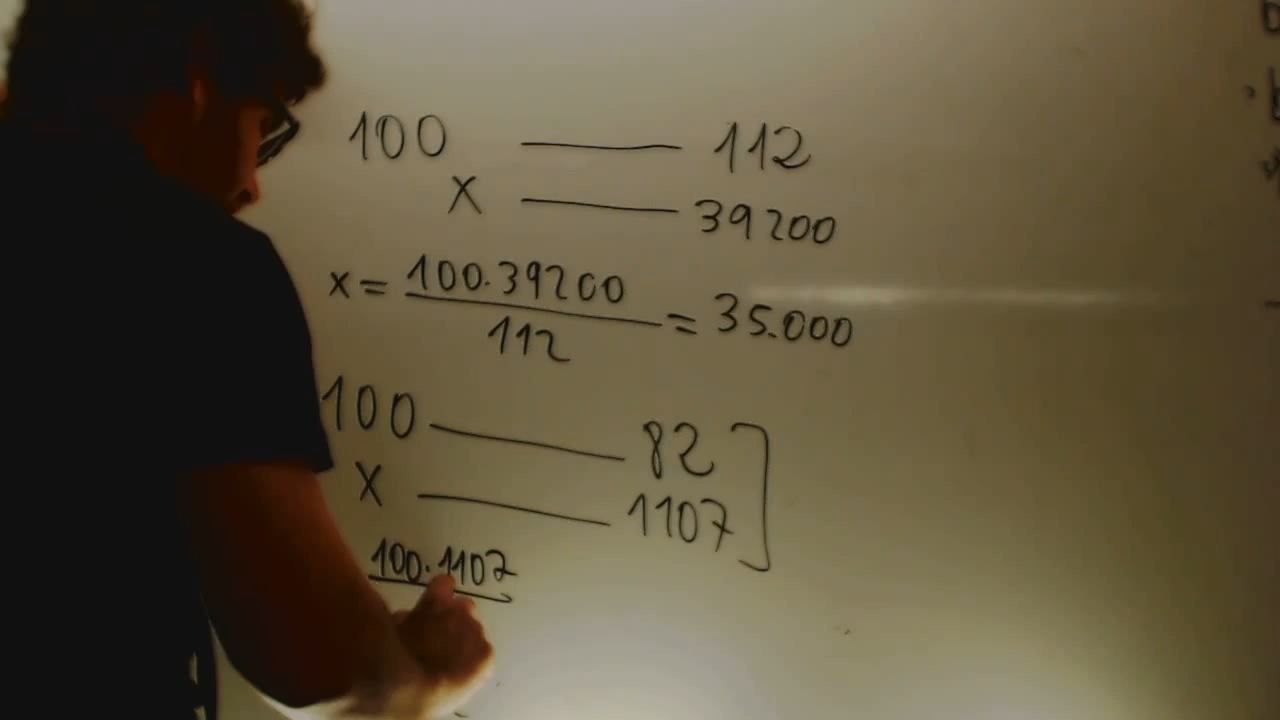 100 —— 112
x —— 39200
x = 100.39200 / 112 = 35.000
100 —— 82 ]
x —— 1107
100.1107